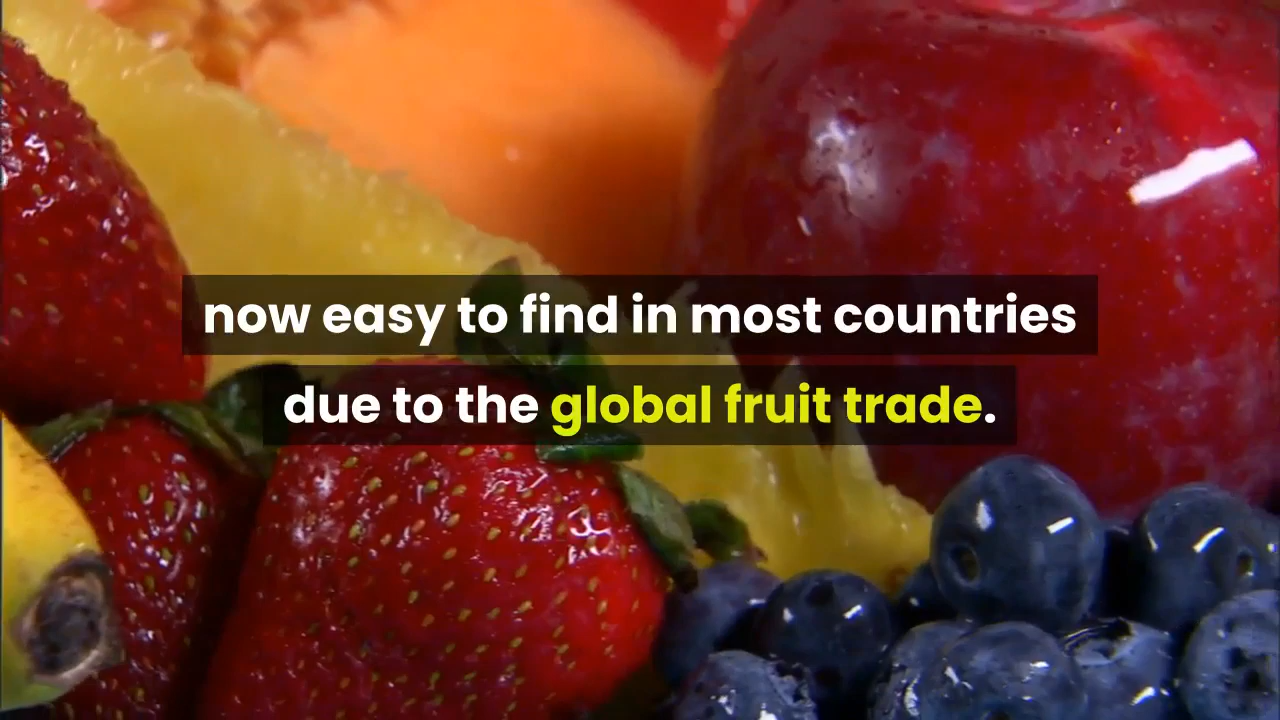 now easy to find in most countries
due to the global fruit trade.